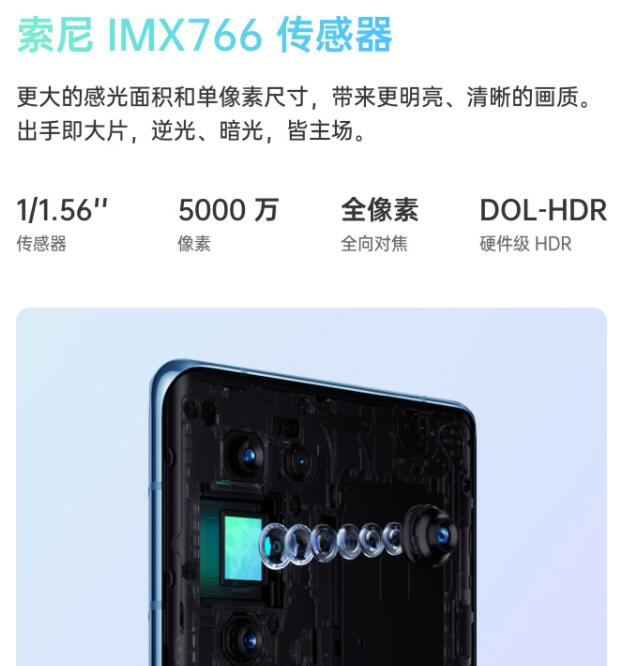 索尼 IMX766 传感器
更大的感光面积和单像素尺寸，带来更明亮、清晰的画质。
出手即大片，逆光、暗光，皆主场。
1/1.56'' 5000 万 全像素 DOL-HDR
传感器 像素 全向对焦 硬件级 HDR